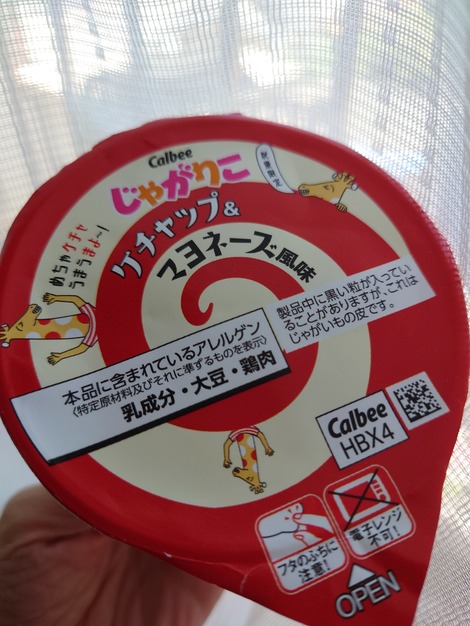 Calbee
じゃがりこ
数量限定
ケチャップ&
マヨネーズ風味
めちゃケチャ
うまうまよ〜!
製品中に黒い粒が入ってい
ることがありますが、これは
じゃがいもの皮です。
本品に含まれているアレルゲン
〈特定原材料及びそれに準ずるものを表示〉
乳成分・大豆・鶏肉
Calbee
HBX4
フタのふちに
注意!
電子レンジ
不可!
OPEN